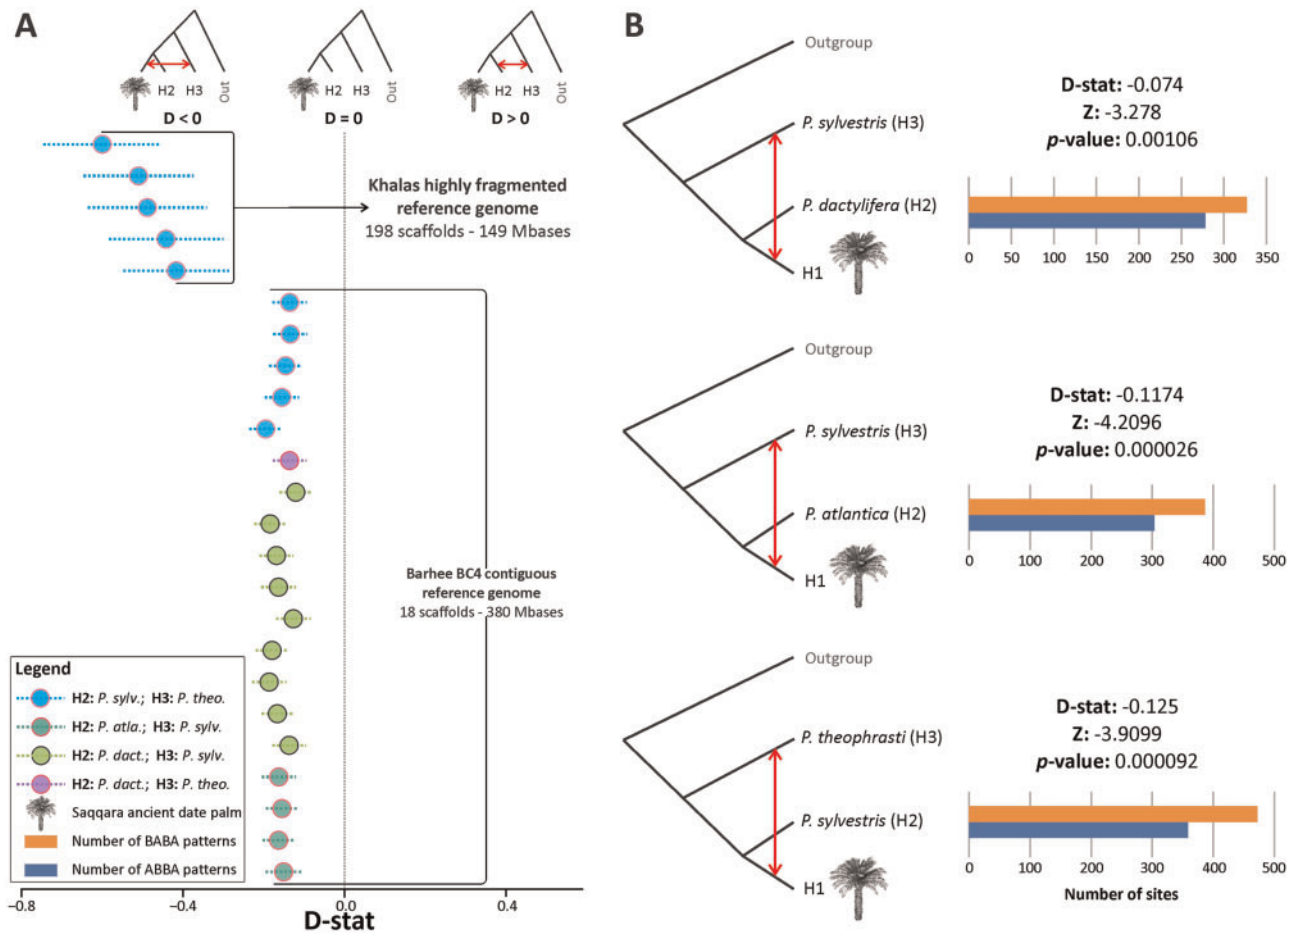 A
H2 H3 Out
D < 0
H2 H3 Out
D = 0
H2 H3 Out
D > 0
Khalas highly fragmented
reference genome
198 scaffolds - 149 Mbases
Barhee BC4 contiguous
reference genome
18 scaffolds - 380 Mbases
Legend
H2: P. sylv.; H3: P. theo.
H2: P. atla.; H3: P. sylv.
H2: P. dact.; H3: P. sylv.
H2: P. dact.; H3: P. theo.
Saqqara ancient date palm
Number of BABA patterns
Number of ABBA patterns
−0.8 −0.4 0.0 0.4
D-stat
B
Outgroup
P. sylvestris (H3)
P. dactylifera (H2)
H1
D-stat: -0.074
Z: -3.278
p-value: 0.00106
0 50 100 150 200 250 300 350
Outgroup
P. sylvestris (H3)
P. atlantica (H2)
H1
D-stat: -0.1174
Z: -4.2096
p-value: 0.000026
0 100 200 300 400 500
Outgroup
P. theophrasti (H3)
P. sylvestris (H2)
H1
D-stat: -0.125
Z: -3.9099
p-value: 0.000092
0 100 200 300 400 500
Number of sites